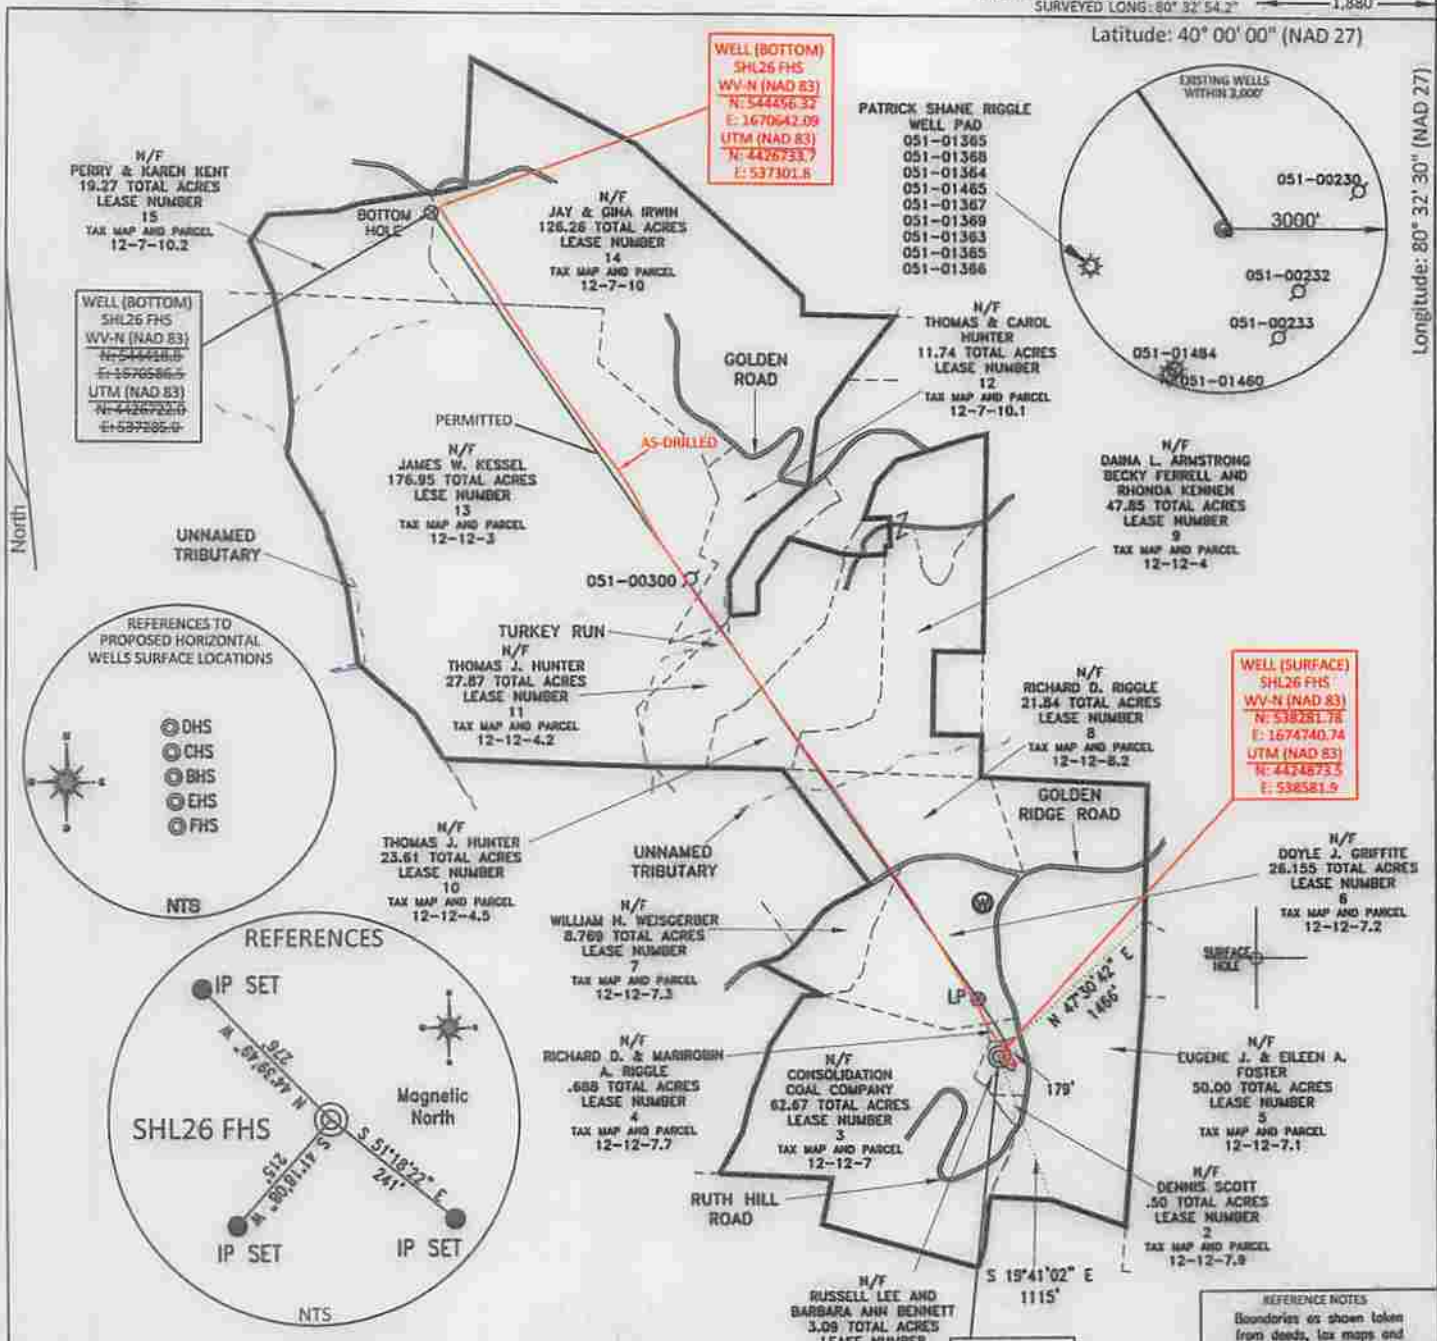 SURVEYED LONG: 80° 32' 54.2"
1,880
Latitude: 40° 00' 00" (NAD 27)
Longitude: 80° 32' 30" (NAD 27)
WELL (BOTTOM)
SHL26 FHS
WV-N (NAD 83)
N: 544456.32
E: 1670642.09
UTM (NAD 83)
N: 4426733.7
E: 537301.8
PATRICK SHANE RIGGLE
WELL PAD
051-01365
051-01368
051-01364
051-01465
051-01367
051-01369
051-01363
051-01365
051-01366
EXISTING WELLS
WITHIN 3,000'
051-00230
3000'
051-00232
051-00233
051-01484
051-01460
N/F
PERRY & KAREN KENT
19.27 TOTAL ACRES
LEASE NUMBER
15
TAX MAP AND PARCEL
12-7-10.2
BOTTOM
HOLE
N/F
JAY & GINA IRWIN
126.26 TOTAL ACRES
LEASE NUMBER
14
TAX MAP AND PARCEL
12-7-10
WELL (BOTTOM)
SHL26 FHS
WV-N (NAD 83)
N: 544418.8
E: 1670586.5
UTM (NAD 83)
N: 4426722.0
E: 537285.0
N/F
THOMAS & CAROL
HUNTER
11.74 TOTAL ACRES
LEASE NUMBER
12
TAX MAP AND PARCEL
12-7-10.1
GOLDEN
ROAD
PERMITTED
AS-DRILLED
N/F
JAMES W. KESSEL
176.95 TOTAL ACRES
LESE NUMBER
13
TAX MAP AND PARCEL
12-12-3
N/F
DAINA L. ARMSTRONG
BECKY FERRELL AND
RHONDA KENNEN
47.85 TOTAL ACRES
LEASE NUMBER
9
TAX MAP AND PARCEL
12-12-4
North
UNNAMED
TRIBUTARY
051-00300
TURKEY RUN
N/F
THOMAS J. HUNTER
27.87 TOTAL ACRES
LEASE NUMBER
11
TAX MAP AND PARCEL
12-12-4.2
REFERENCES TO
PROPOSED HORIZONTAL
WELLS SURFACE LOCATIONS
DHS
CHS
BHS
EHS
FHS
NTS
N/F
RICHARD D. RIGGLE
21.84 TOTAL ACRES
LEASE NUMBER
8
TAX MAP AND PARCEL
12-12-8.2
WELL (SURFACE)
SHL26 FHS
WV-N (NAD 83)
N: 538281.78
E: 1674740.74
UTM (NAD 83)
N: 4424873.5
E: 538581.9
GOLDEN
RIDGE ROAD
N/F
THOMAS J. HUNTER
23.61 TOTAL ACRES
LEASE NUMBER
10
TAX MAP AND PARCEL
12-12-4.5
UNNAMED
TRIBUTARY
N/F
DOYLE J. GRIFFITE
26.155 TOTAL ACRES
LEASE NUMBER
6
TAX MAP AND PARCEL
12-12-7.2
N/F
WILLIAM H. WEISGERBER
8.769 TOTAL ACRES
LEASE NUMBER
7
TAX MAP AND PARCEL
12-12-7.3
W
SURFACE
HOLE
LP
N 47°30'42" E
1466'
REFERENCES
IP SET
N 44°39'49" W
276'
Magnetic
North
SHL26 FHS
S 51°18'22" E
241'
S 41°18'08" W
215'
IP SET
IP SET
NTS
N/F
RICHARD D. & MARIROBIN
A. RIGGLE
.688 TOTAL ACRES
LEASE NUMBER
4
TAX MAP AND PARCEL
12-12-7.7
N/F
CONSOLIDATION
COAL COMPANY
62.67 TOTAL ACRES
LEASE NUMBER
3
TAX MAP AND PARCEL
12-12-7
179'
N/F
EUGENE J. & EILEEN A.
FOSTER
50.00 TOTAL ACRES
LEASE NUMBER
5
TAX MAP AND PARCEL
12-12-7.1
RUTH HILL
ROAD
N/F
DENNIS SCOTT
.50 TOTAL ACRES
LEASE NUMBER
2
TAX MAP AND PARCEL
12-12-7.9
S 19°41'02" E
1115'
N/F
RUSSELL LEE AND
BARBARA ANN BENNETT
3.09 TOTAL ACRES
LEASE NUMBER
REFERENCE NOTES
Boundaries as shown taken
from deeds, tax maps and